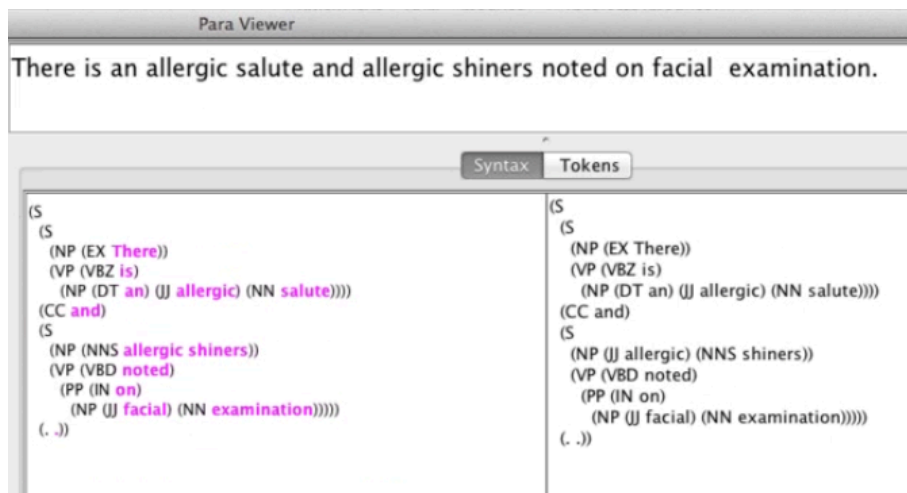 Para Viewer
There is an allergic salute and allergic shiners noted on facial  examination.
Syntax Tokens
(S
(S
(NP (EX There))
(VP (VBZ is)
(NP (DT an) (JJ allergic) (NN salute))))
(CC and)
(S
(NP (NNS allergic shiners))
(VP (VBD noted)
(PP (IN on)
(NP (JJ facial) (NN examination)))))
(. .))
(S
(S
(NP (EX There))
(VP (VBZ is)
(NP (DT an) (JJ allergic) (NN salute))))
(CC and)
(S
(NP (JJ allergic) (NNS shiners))
(VP (VBD noted)
(PP (IN on)
(NP (JJ facial) (NN examination)))))
(. .))